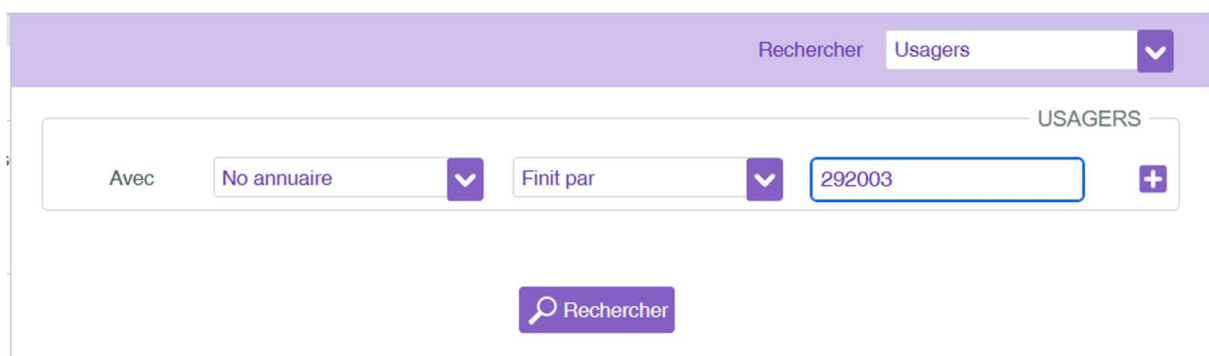 Rechercher Usagers
USAGERS
Avec No annuaire Finit par 292003
Rechercher